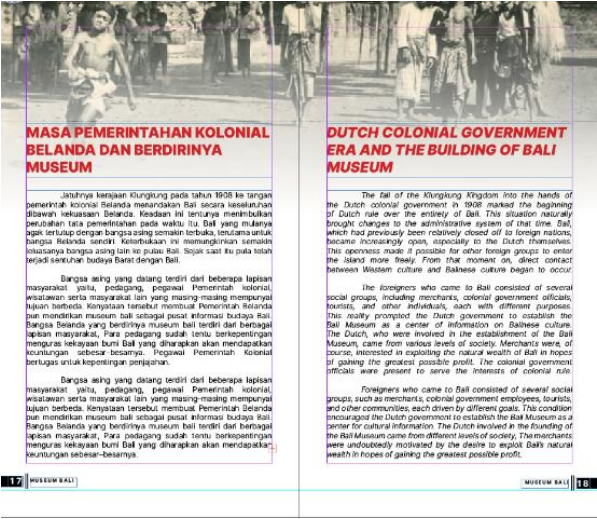 MASA PEMERINTAHAN KOLONIAL
BELANDA DAN BERDIRINYA
MUSEUM
Jatuhnya kerajaan Klungkung pada tahun 1908 ke tangan
pemerintah kolonial Belanda menandakan Bali secara keseluruhan
dibawah kekuasaan Belanda. Keadaan ini tentunya menimbulkan
perubahan tata pemerintahan pada waktu itu. Bali yang mulanya
agak tertutup dengan bangsa asing semakin terbuka, terutama untuk
bangsa Belanda sendiri. Keterbukaan ini memungkinkan semakin
leluasanya bangsa asing lain ke pulau Bali. Sejak saat itu pula telah
terjadi sentuhan budaya Barat dengan Bali.
Bangsa asing yang datang terdiri dari beberapa lapisan
masyarakat yaitu, pedagang, pegawai Pemerintah kolonial,
wisatawan serta masyarakat lain yang masing-masing mempunyai
tujuan berbeda. Kenyataan tersebut membuat Pemerintah Belanda
pun mendirikan museum bali sebagai pusat informasi budaya Bali.
Bangsa Belanda yang berdirinya museum bali terdiri dari berbagai
lapisan masyarakat, Para pedagang sudah tentu berkepentingan
menguras kekayaan bumi Bali yang diharapkan akan mendapatkan
keuntungan sebesar-besarnya. Pegawai Pemerintah Kolonial
bertugas untuk kepentingan penjajahan.
Bangsa asing yang datang terdiri dari beberapa lapisan
masyarakat yaitu, pedagang, pegawai Pemerintah kolonial,
wisatawan serta masyarakat lain yang masing-masing mempunyai
tujuan berbeda. Kenyataan tersebut membuat Pemerintah Belanda
pun mendirikan museum bali sebagai pusat informasi budaya Bali.
Bangsa Belanda yang berdirinya museum bali terdiri dari berbagai
lapisan masyarakat, Para pedagang sudah tentu berkepentingan
menguras kekayaan bumi Bali yang diharapkan akan mendapatkan
keuntungan sebesar-besarnya.
17 MUSEUM BALI
DUTCH COLONIAL GOVERNMENT
ERA AND THE BUILDING OF BALI
MUSEUM
The fall of the Klungkung Kingdom into the hands of
the Dutch colonial government in 1908 marked the beginning
of Dutch rule over the entirety of Bali. This situation naturally
brought changes to the administrative system of that time. Bali,
which had previously been relatively closed off to foreign nations,
became increasingly open, especially to the Dutch themselves.
This openness made it possible for other foreign groups to enter
the island more freely. From that moment on, direct contact
between Western culture and Balinese culture began to occur.
The foreigners who came to Bali consisted of several
social groups, including merchants, colonial government officials,
tourists, and other individuals, each with different purposes.
This reality prompted the Dutch government to establish the
Bali Museum as a center of information on Balinese culture.
The Dutch, who were involved in the establishment of the Bali
Museum, came from various levels of society. Merchants were, of
course, interested in exploiting the natural wealth of Bali in hopes
of gaining the greatest possible profit. The colonial government
officials were present to serve the interests of colonial rule.
Foreigners who came to Bali consisted of several social
groups, such as merchants, colonial government employees, tourists,
and other communities, each driven by different goals. This condition
encouraged the Dutch government to establish the Bali Museum as a
center for cultural information. The Dutch involved in the founding of
the Bali Museum came from different levels of society, The merchants
were undoubtedly motivated by the desire to exploit Bali's natural
wealth in hopes of gaining the greatest possible profit.
MUSEUM BALI 18